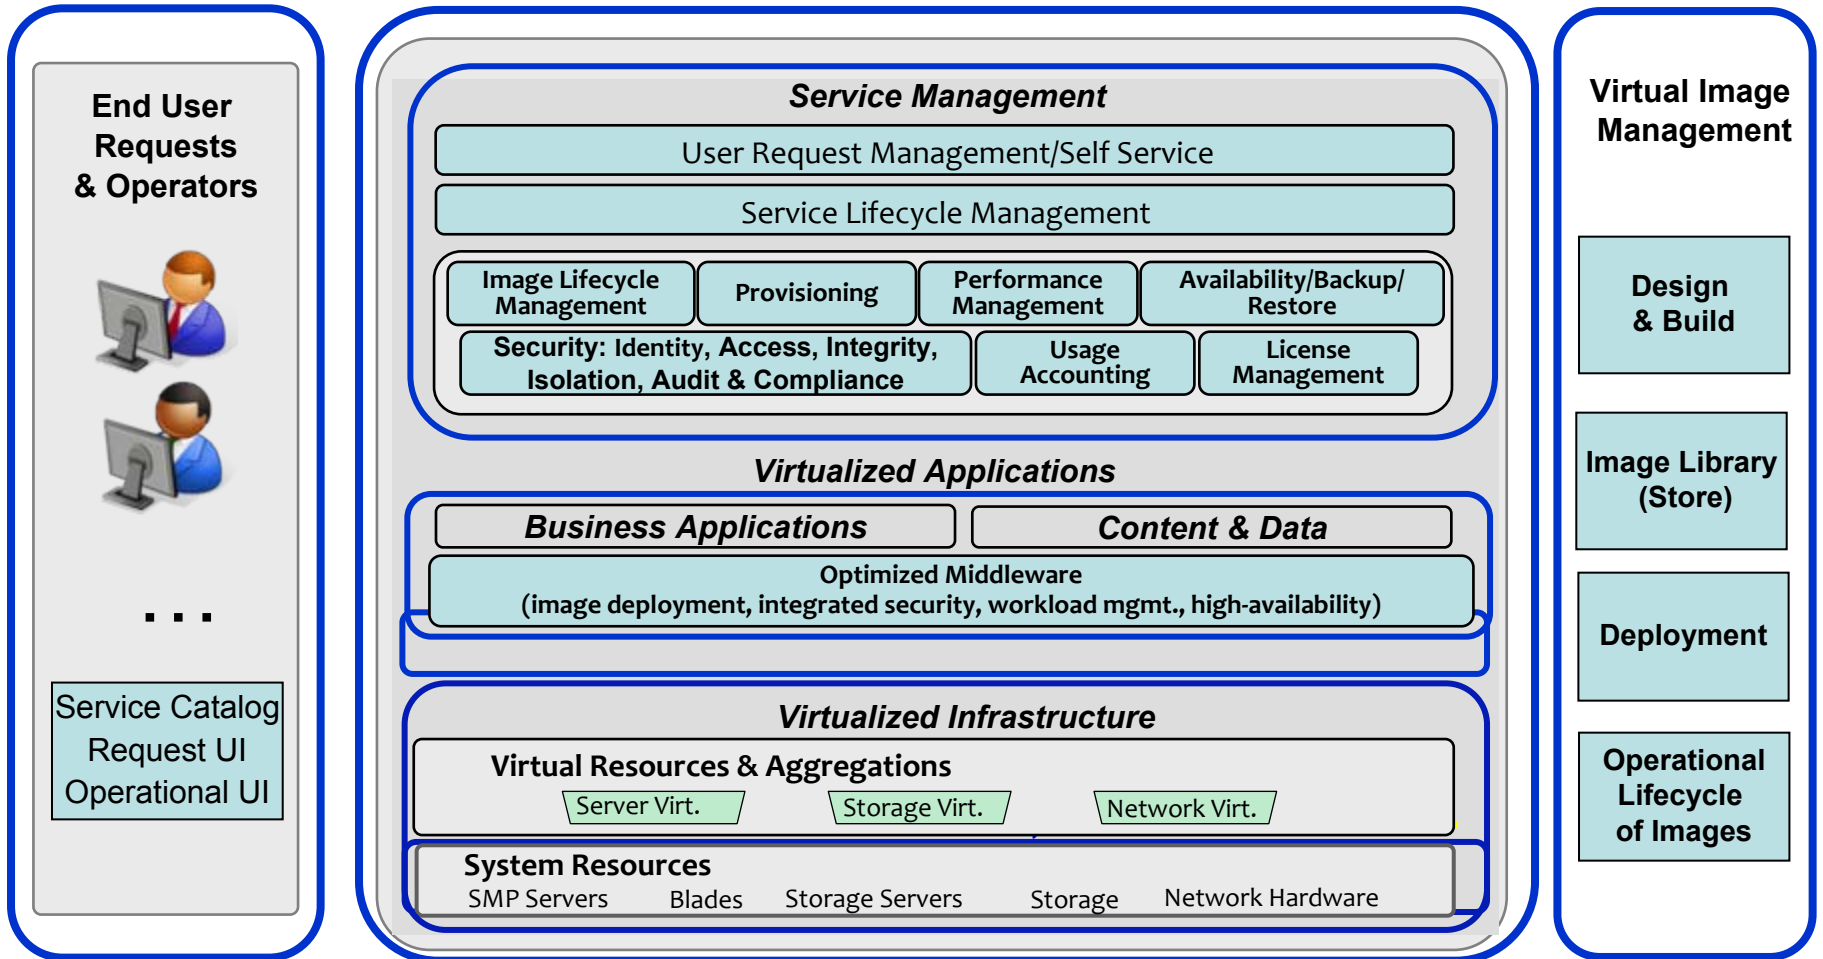 End User
Requests
& Operators
. . .
Service Catalog
Request UI
Operational UI
Service Management
User Request Management/Self Service
Service Lifecycle Management
Image Lifecycle
Management
Provisioning
Performance
Management
Availability/Backup/
Restore
Security: Identity, Access, Integrity,
Isolation, Audit & Compliance
Usage
Accounting
License
Management
Virtualized Applications
Business Applications
Content & Data
Optimized Middleware
(image deployment, integrated security, workload mgmt., high-availability)
Virtualized Infrastructure
Virtual Resources & Aggregations
Server Virt.
Storage Virt.
Network Virt.
System Resources
SMP Servers
Blades
Storage Servers
Storage
Network Hardware
Virtual Image
Management
Design
& Build
Image Library
(Store)
Deployment
Operational
Lifecycle
of Images